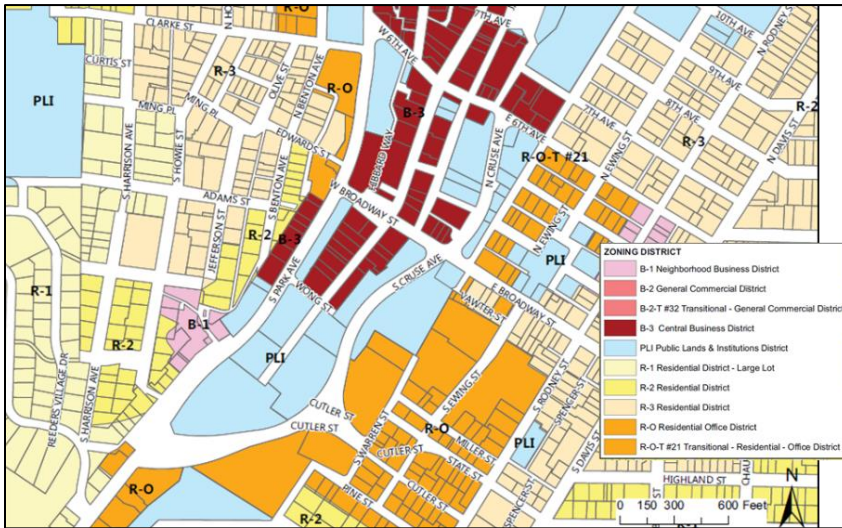 CLARKE ST
R-O
W 6TH AVE
7TH AVE
10TH AVE
N RODNEY ST
CURTIS ST
R-3
OLIVE ST
N BENTON AVE
R-O
9TH AVE
PLI
MING PL
MING PL
B-3
E 6TH AVE
7TH AVE
8TH AVE
R-2
S HARRISON AVE
S HOWIE ST
EDWARDS ST
HIBBARD WAY
N CRUSE AVE
R-O-T #21
N EWING ST
R-3
N DAVIS ST
ADAMS ST
S BENTON AVE
W BROADWAY ST
JEFFERSON ST
R-2
B-3
N EWING ST
PLI
R-1
S PARK AVE
S CRUSE AVE
E BROADWAY ST
WONG ST
VAWTER ST
B-1
R-2
PLI
REEDERS VILLAGE DR
S HARRISON AVE
S EWING ST
S RODNEY ST
SPENCER ST
CUTLER ST
CUTLER ST
R-O
S WARREN ST
MILLER ST
PLI
S DAVIS ST
CUTLER ST
STATE ST
R-O
PINE ST
CUTLER ST
SPENCER ST
R-2
HIGHLAND ST
ZONING DISTRICT
B-1 Neighborhood Business District
B-2 General Commercial District
B-2-T #32 Transitional - General Commercial District
B-3 Central Business District
PLI Public Lands & Institutions District
R-1 Residential District - Large Lot
R-2 Residential District
R-3 Residential District
R-O Residential Office District
R-O-T #21 Transitional - Residential - Office District
N
0 150 300 600 Feet